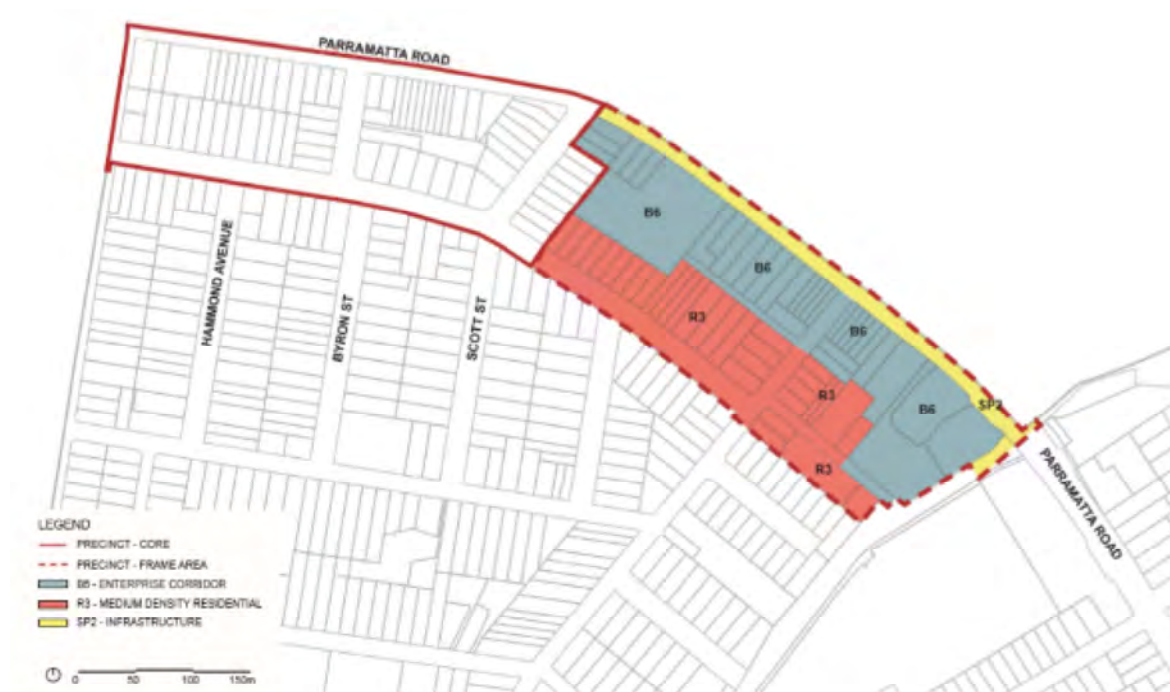 PARRAMATTA ROAD
B6
HAMMOND AVENUE
BYRON ST
SCOTT ST
B6
R3
B6
R3
B6
SP2
R3
PARRAMATTA ROAD
LEGEND
PRECINCT - CORE
PRECINCT - FRAME AREA
B6 - ENTERPRISE CORRIDOR
R3 - MEDIUM DENSITY RESIDENTIAL
SP2 - INFRASTRUCTURE
0 50 100 150m